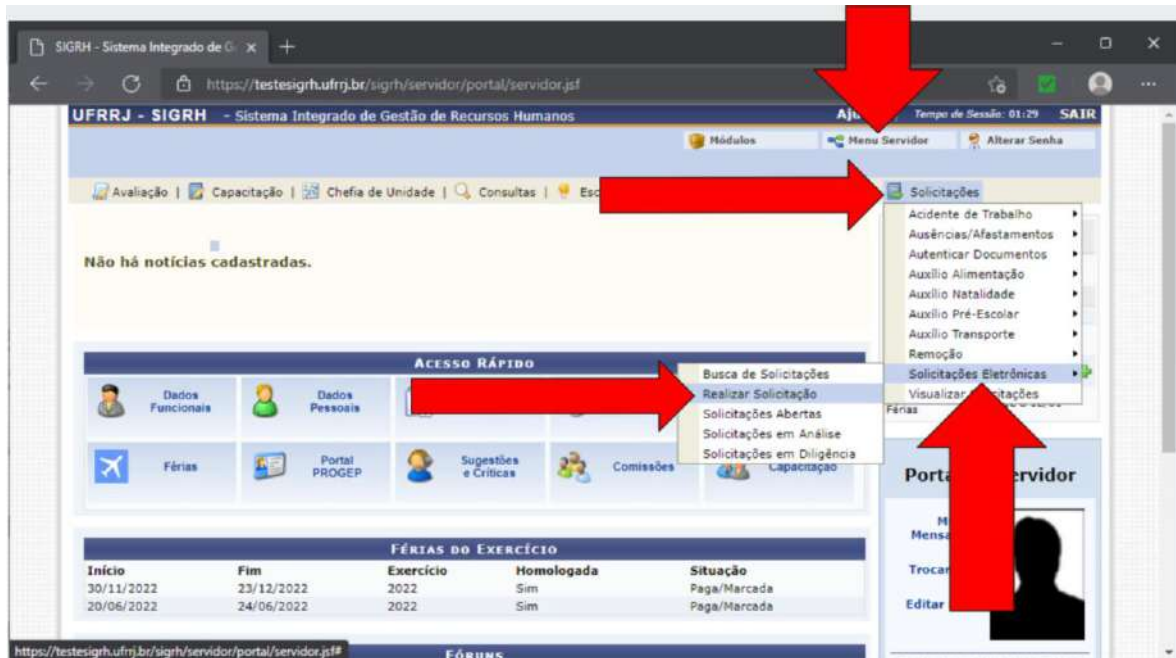 SIGRH - Sistema Integrado de G
https://testesigrh.ufrrj.br/sigrh/servidor/portal/servidor.jsf
UFRRJ - SIGRH - Sistema Integrado de Gestão de Recursos Humanos
Tempo de Sessão: 01:29 SAIR
Módulos Menu Servidor Alterar Senha
Avaliação | Capacitação | Chefia de Unidade | Consultas | Esc
Solicitações
Acidente de Trabalho
Ausências/Afastamentos
Autenticar Documentos
Auxílio Alimentação
Auxílio Natalidade
Auxílio Pré-Escolar
Auxílio Transporte
Remoção
Solicitações Eletrônicas
Visualizar
Férias
Não há notícias cadastradas.
ACESSO RÁPIDO
Dados Funcionais
Dados Pessoais
Busca de Solicitações
Realizar Solicitação
Solicitações Abertas
Solicitações em Análise
Solicitações em Diligência
Férias
Portal PROGEP
Sugestões e Críticas
Comissões
Capacitação
FÉRIAS DO EXERCÍCIO
Início Fim Exercício Homologada Situação
30/11/2022 23/12/2022 2022 Sim Paga/Marcada
20/06/2022 24/06/2022 2022 Sim Paga/Marcada
FÓRUNS
Editar
https://testesigrh.ufrrj.br/sigrh/servidor/portal/servidor.jsf#